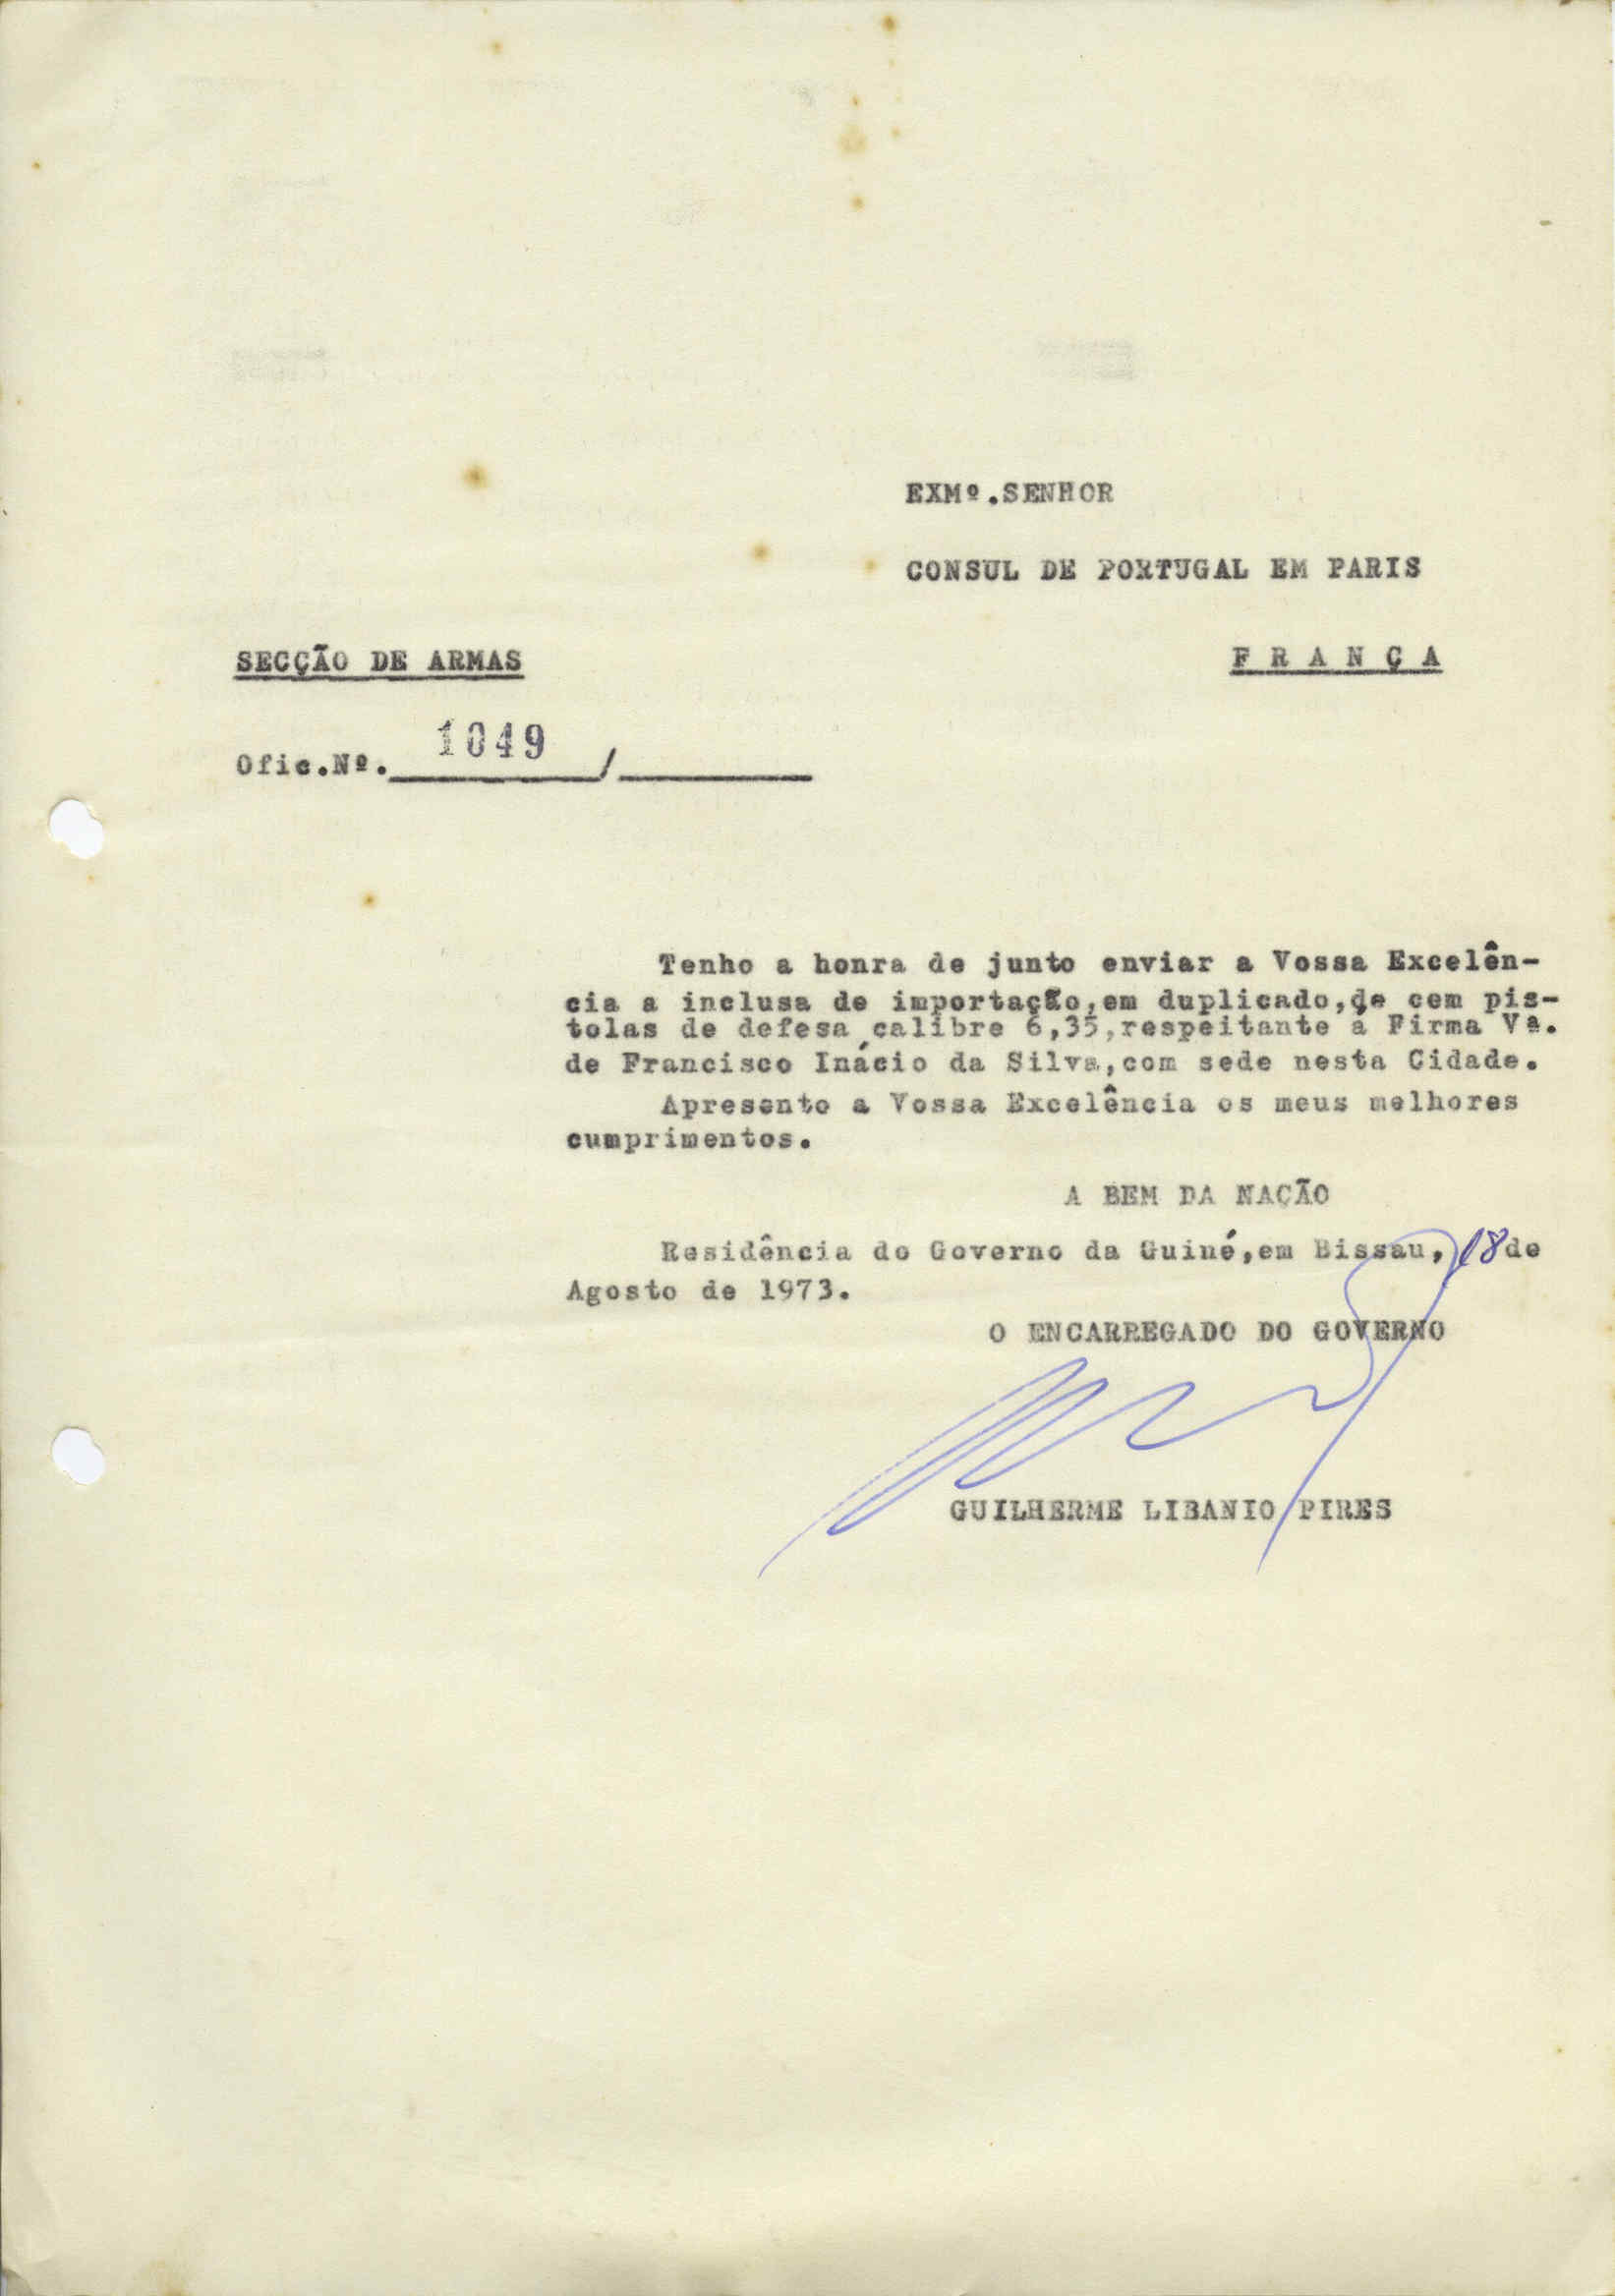 EXMº.SENHOR
CONSUL DE PORTUGAL EM PARIS
SECÇÃO DE ARMAS
F R A N Ç A
Ofic.Nº. 1049 /
Tenho a honra de junto enviar a Vossa Excelên-
cia a inclusa de importação,em duplicado,de cem pis-
tolas de defesa calibre 6,35,respeitante á Firma Vª.
de Francisco Inácio da Silva,com sede nesta Cidade.
Apresento a Vossa Excelência os meus melhores
cumprimentos.
A BEM DA NAÇÃO
Residência do Governo da Guiné,em Bissau, 18 de
Agosto de 1973.
O ENCARREGADO DO GOVERNO
GUILHERME LIBANIO PIRES